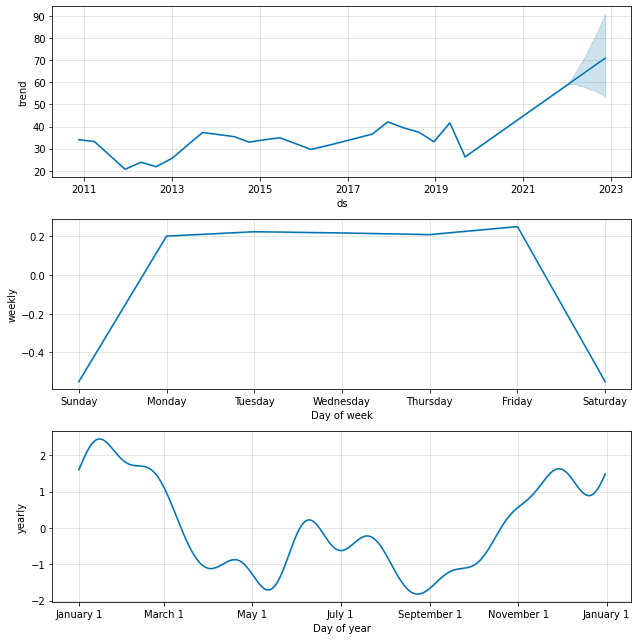 90
80
70
60
50
40
30
20
trend
2011 2013 2015 2017 2019 2021 2023
ds
0.2
0.0
−0.2
−0.4
weekly
Sunday Monday Tuesday Wednesday Thursday Friday Saturday
Day of week
2
1
0
−1
−2
yearly
January 1 March 1 May 1 July 1 September 1 November 1 January 1
Day of year